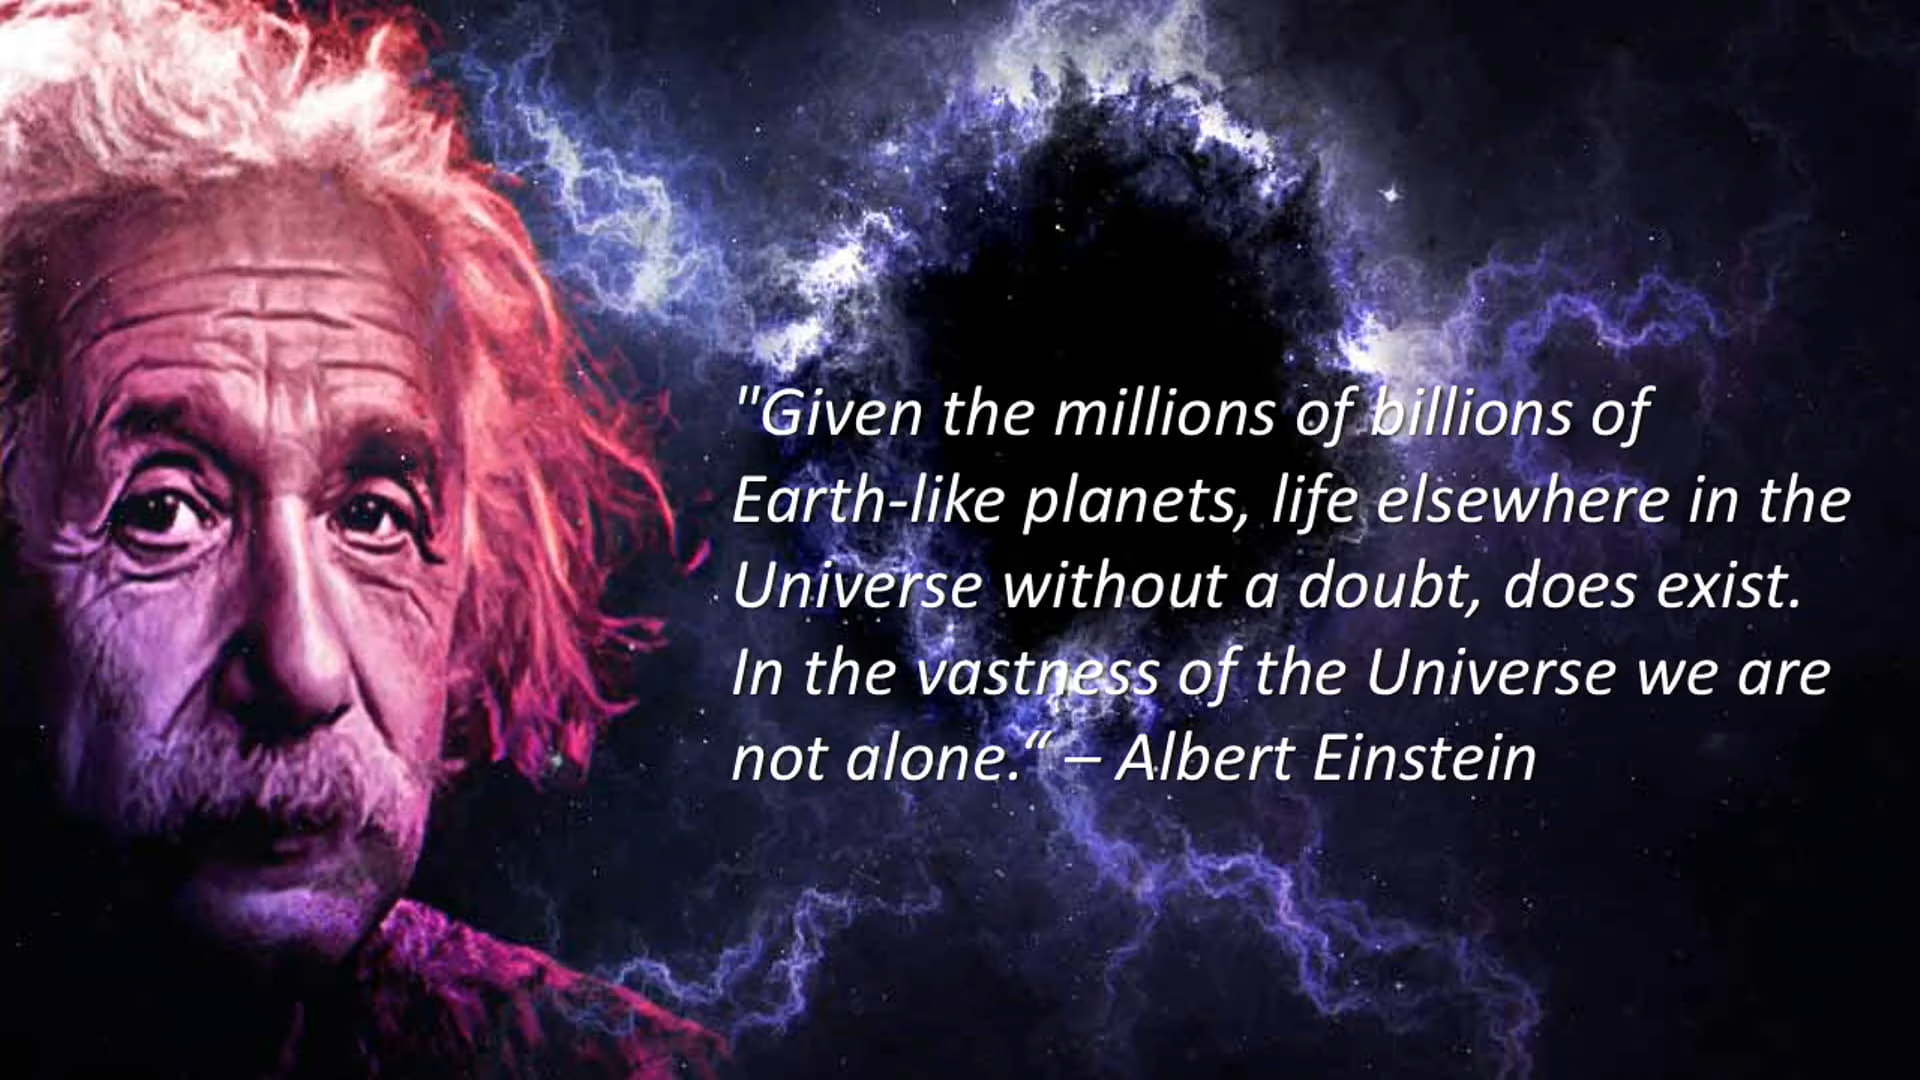 "Given the millions of billions of
Earth-like planets, life elsewhere in the
Universe without a doubt, does exist.
In the vastness of the Universe we are
not alone.“ – Albert Einstein